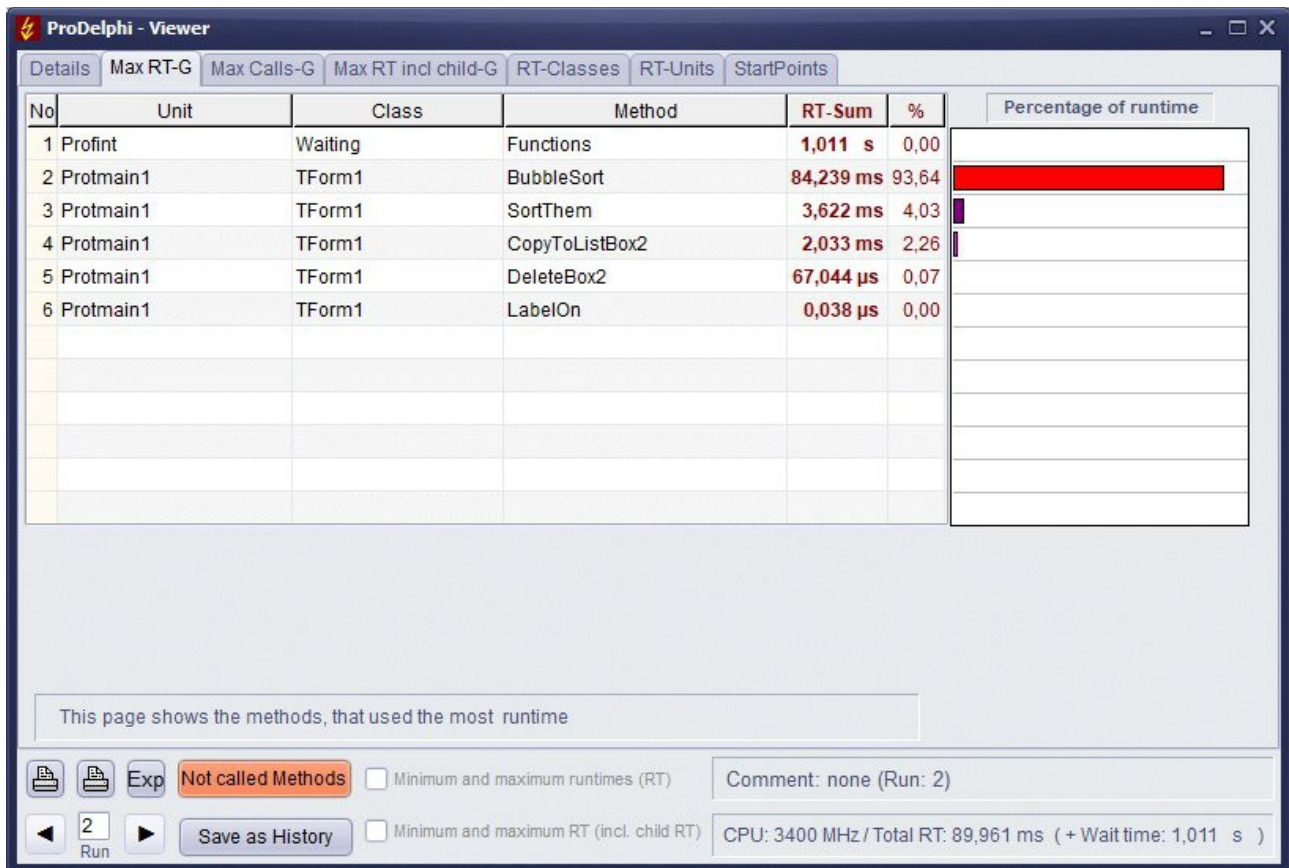 ProDelphi - Viewer
Details Max RT-G Max Calls-G Max RT incl child-G RT-Classes RT-Units StartPoints
No Unit Class Method RT-Sum % Percentage of runtime
1 Profint Waiting Functions 1,011 s 0,00
2 Protmain1 TForm1 BubbleSort 84,239 ms 93,64
3 Protmain1 TForm1 SortThem 3,622 ms 4,03
4 Protmain1 TForm1 CopyToListBox2 2,033 ms 2,26
5 Protmain1 TForm1 DeleteBox2 67,044 µs 0,07
6 Protmain1 TForm1 LabelOn 0,038 µs 0,00
This page shows the methods, that used the most runtime
Exp Not called Methods Minimum and maximum runtimes (RT) Comment: none (Run: 2)
2 Run Save as History Minimum and maximum RT (incl. child RT) CPU: 3400 MHz / Total RT: 89,961 ms ( + Wait time: 1,011 s )